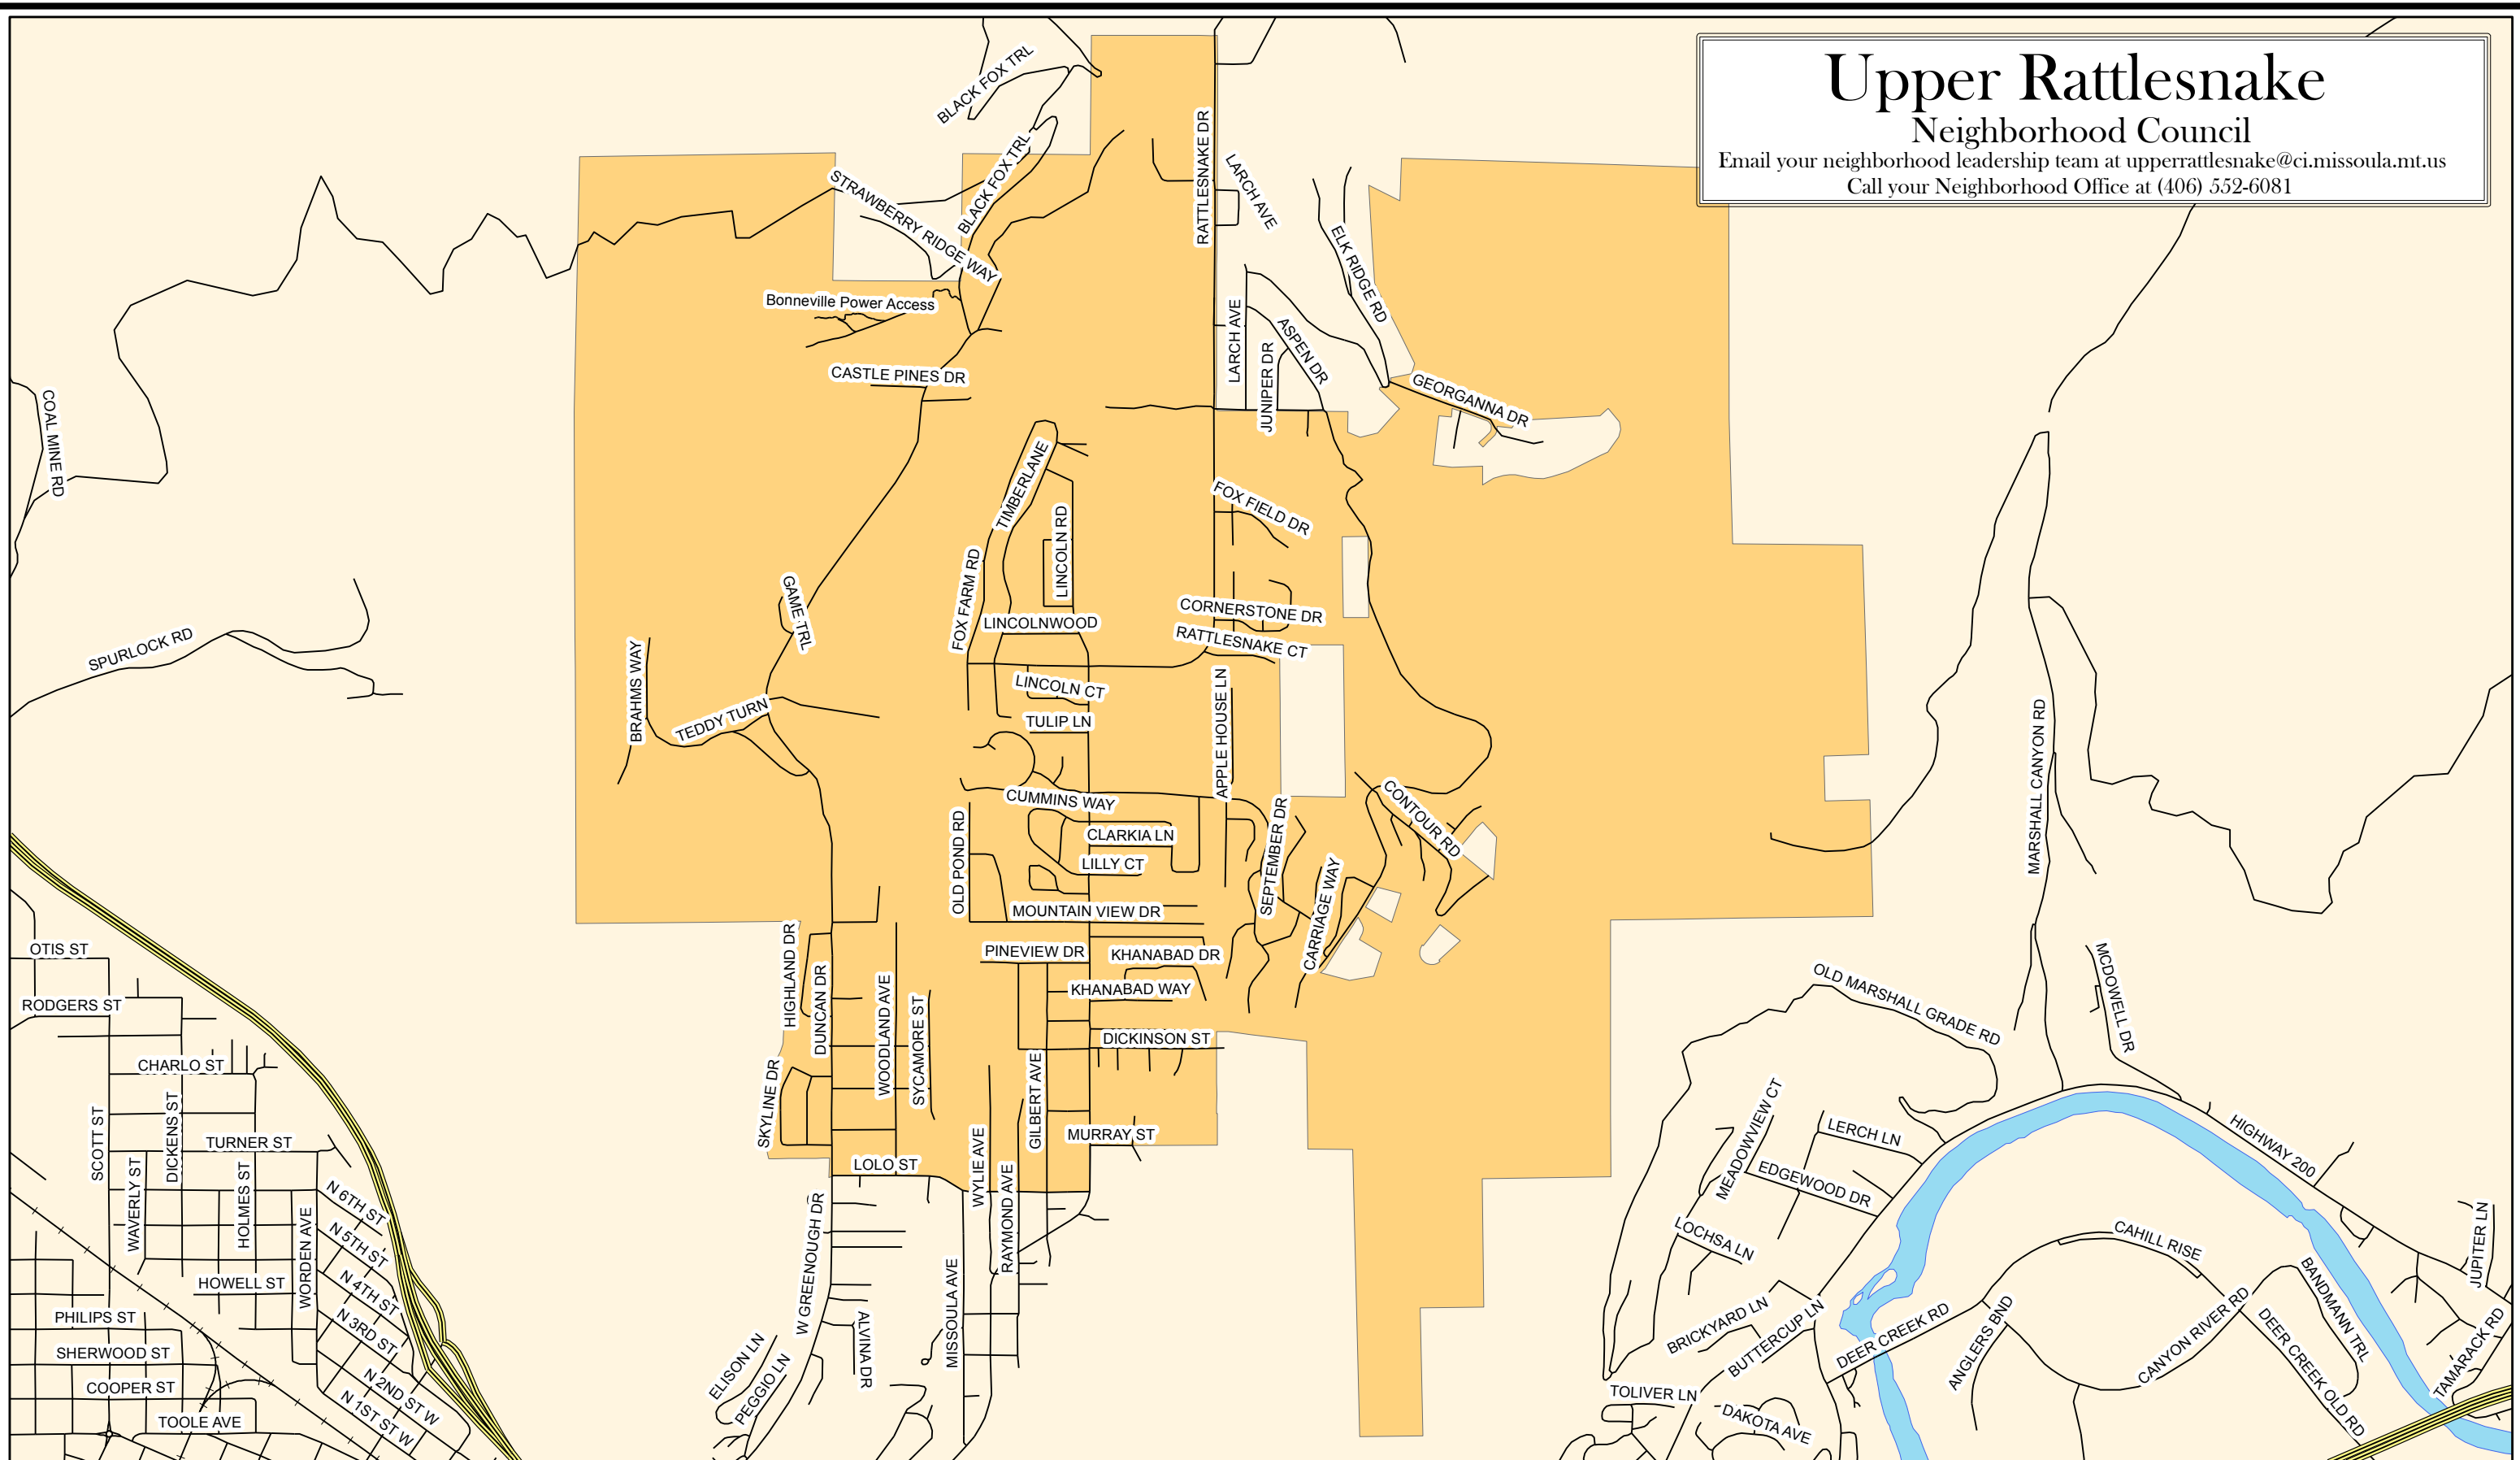 Upper Rattlesnake
Neighborhood Council
Email your neighborhood leadership team at upperrattlesnake@ci.missoula.mt.us
Call your Neighborhood Office at (406) 552-6081
BLACK FOX TRL
BLACK FOX TRL
STRAWBERRY RIDGE WAY
RATTLESNAKE DR
LARCH AVE
ELK RIDGE RD
Bonneville Power Access
LARCH AVE
ASPEN DR
JUNIPER DR
CASTLE PINES DR
GEORGANNA DR
COAL MINE RD
TIMBERLANE
FOX FIELD DR
LINCOLN RD
FOX FARM RD
GAME TRL
CORNERSTONE DR
LINCOLNWOOD
RATTLESNAKE CT
SPURLOCK RD
BRAHMS WAY
LINCOLN CT
TEDDY TURN
TULIP LN
APPLE HOUSE LN
MARSHALL CANYON RD
CUMMINS WAY
CONTOUR RD
OLD POND RD
CLARKIA LN
SEPTEMBER DR
LILLY CT
CARRIAGE WAY
MOUNTAIN VIEW DR
OTIS ST
HIGHLAND DR
PINEVIEW DR
KHANABAD DR
DUNCAN DR
WOODLAND AVE
KHANABAD WAY
SYCAMORE ST
OLD MARSHALL GRADE RD
MCDOWELL DR
RODGERS ST
DICKINSON ST
CHARLO ST
SKYLINE DR
GILBERT AVE
SCOTT ST
DICKENS ST
TURNER ST
MURRAY ST
MEADOWVIEW CT
LERCH LN
HIGHWAY 200
WAVERLY ST
HOLMES ST
LOLO ST
WYLIE AVE
RAYMOND AVE
EDGEWOOD DR
N 6TH ST
WORDEN AVE
W GREENOUGH DR
LOCHSA LN
CAHILL RISE
JUPITER LN
N 5TH ST
HOWELL ST
N 4TH ST
MISSOULA AVE
BANDMANN TRL
PHILIPS ST
N 3RD ST
ALVINA DR
BRICKYARD LN
BUTTERCUP LN
DEER CREEK RD
ANGLERS BND
CANYON RIVER RD
DEER CREEK OLD RD
TAMARACK RD
SHERWOOD ST
ELISON LN
PEGGIO LN
COOPER ST
N 2ND ST W
TOLIVER LN
TOOLE AVE
N 1ST ST W
DAKOTA AVE